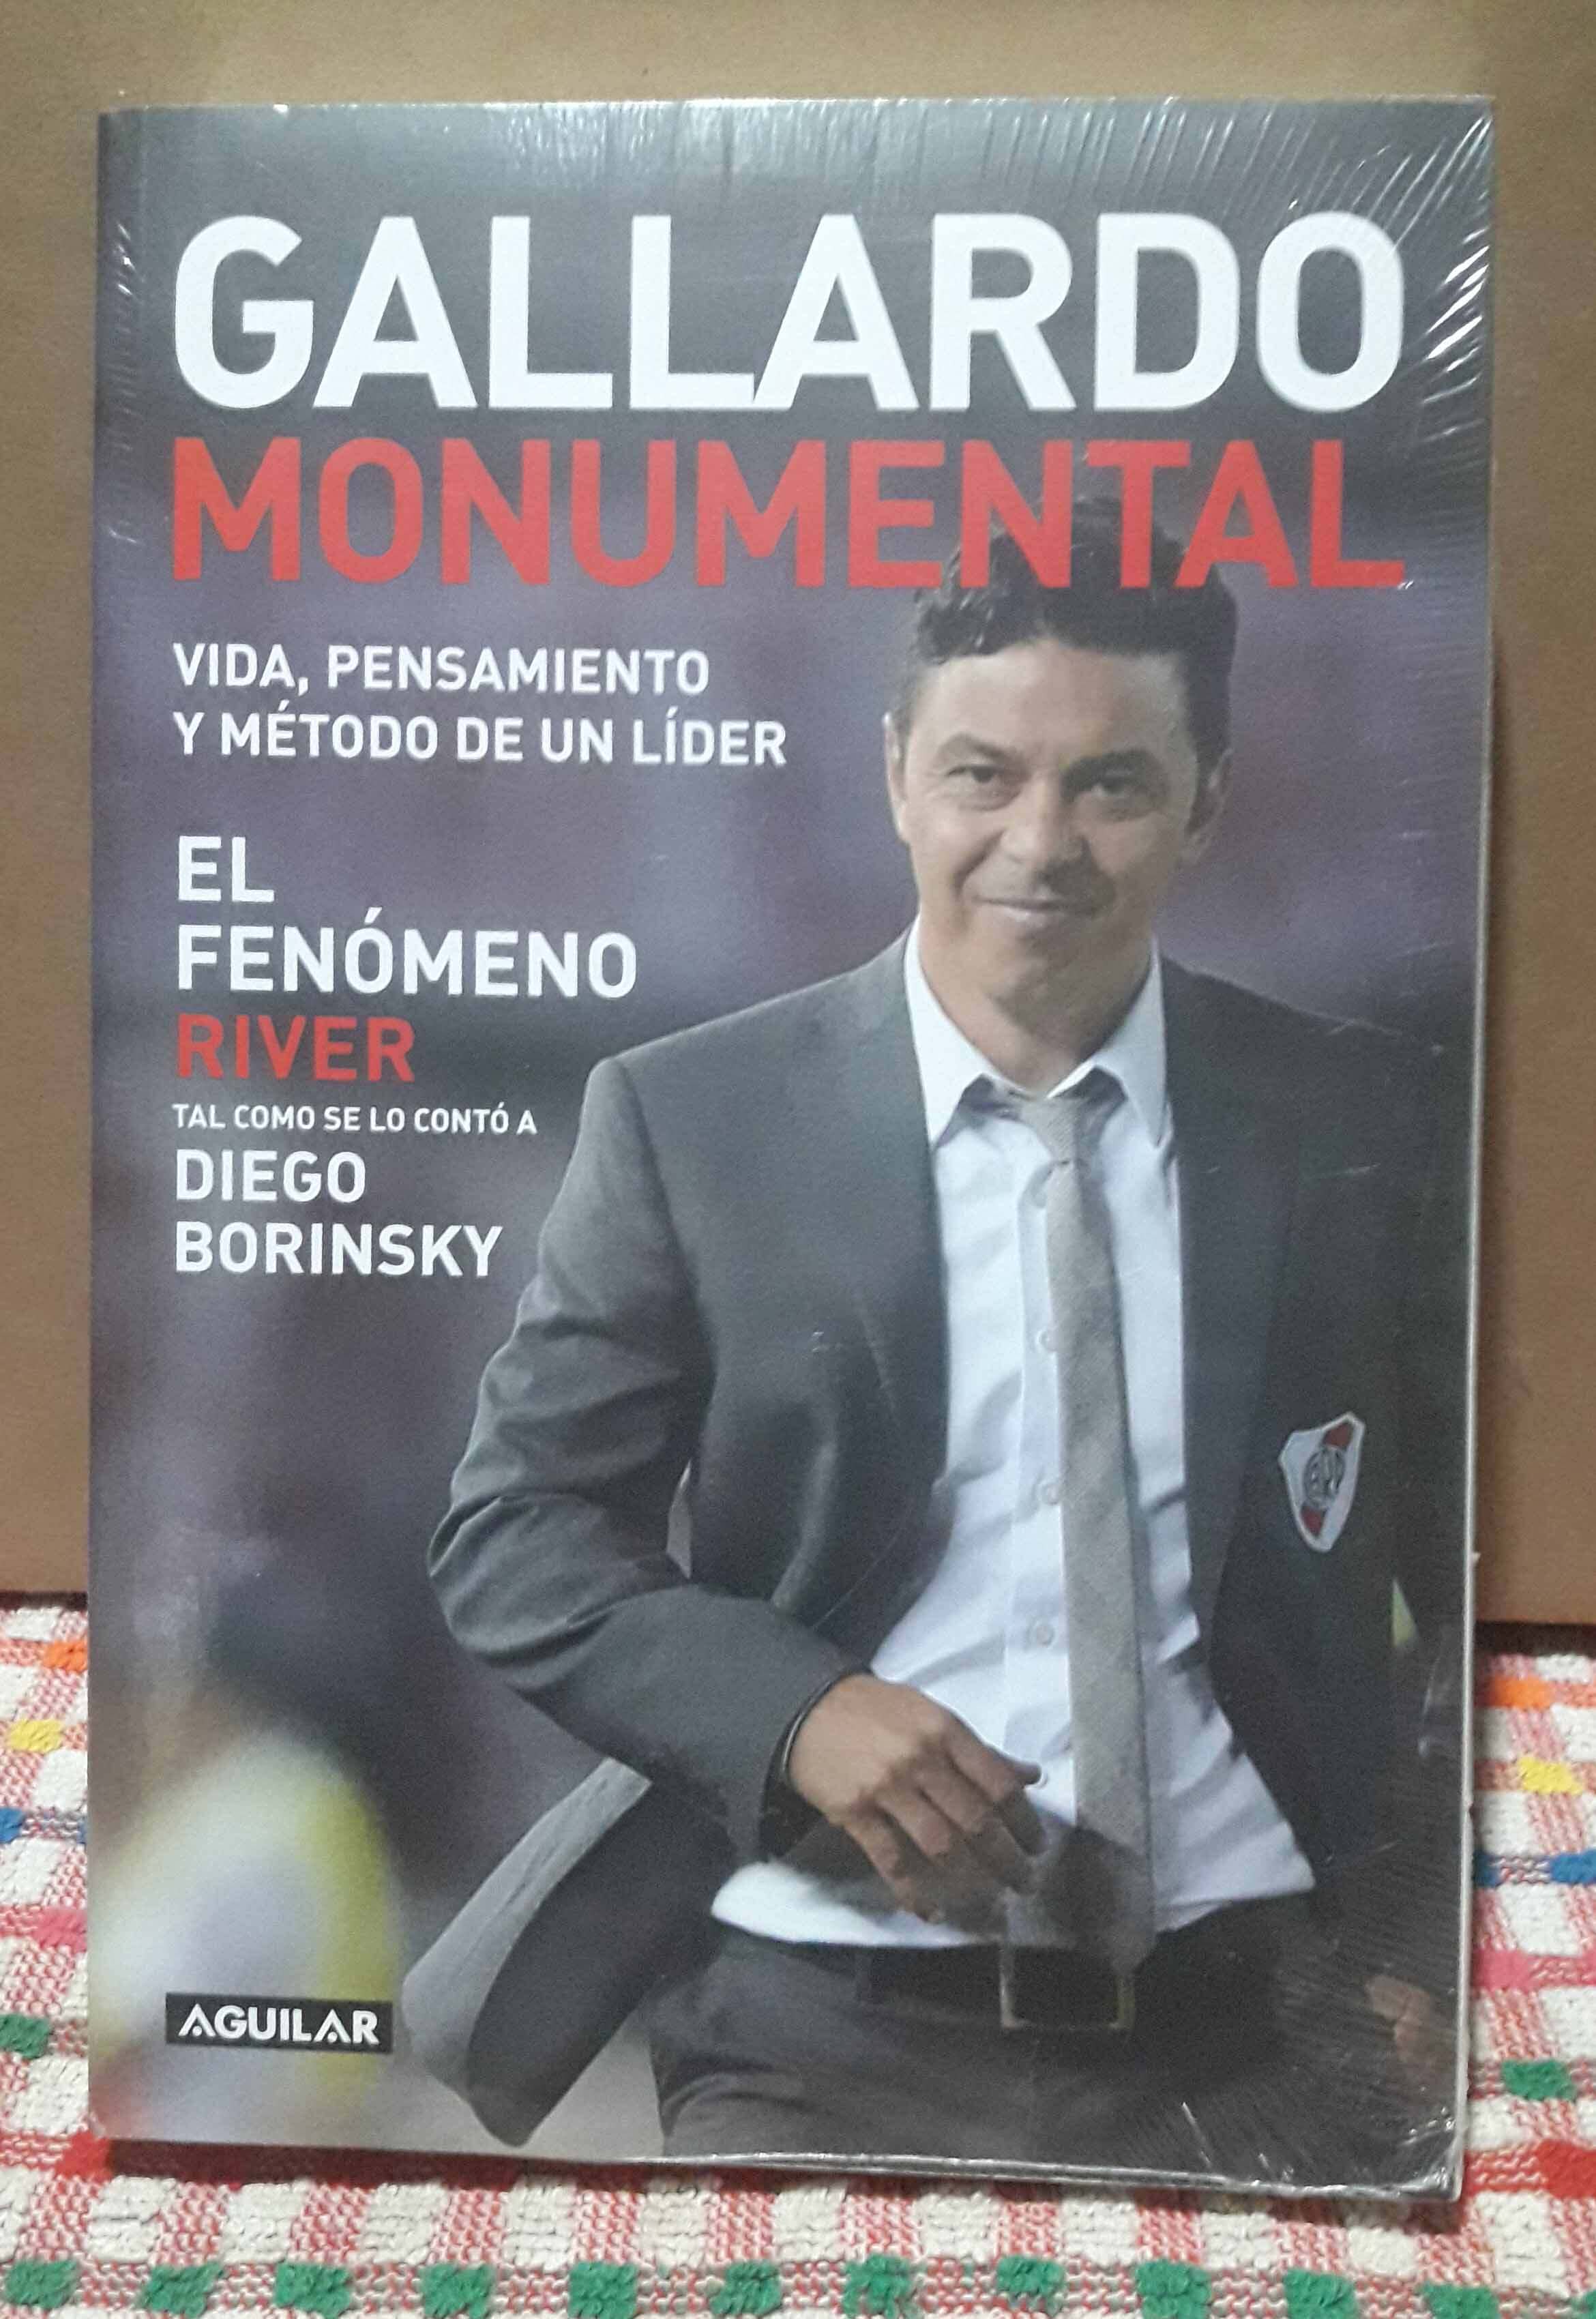 GALLARDO
MONUMENTAL
VIDA, PENSAMIENTO
Y MÉTODO DE UN LÍDER
EL
FENÓMENO
RIVER
TAL COMO SE LO CONTÓ A
DIEGO
BORINSKY
CARP
AGUILAR